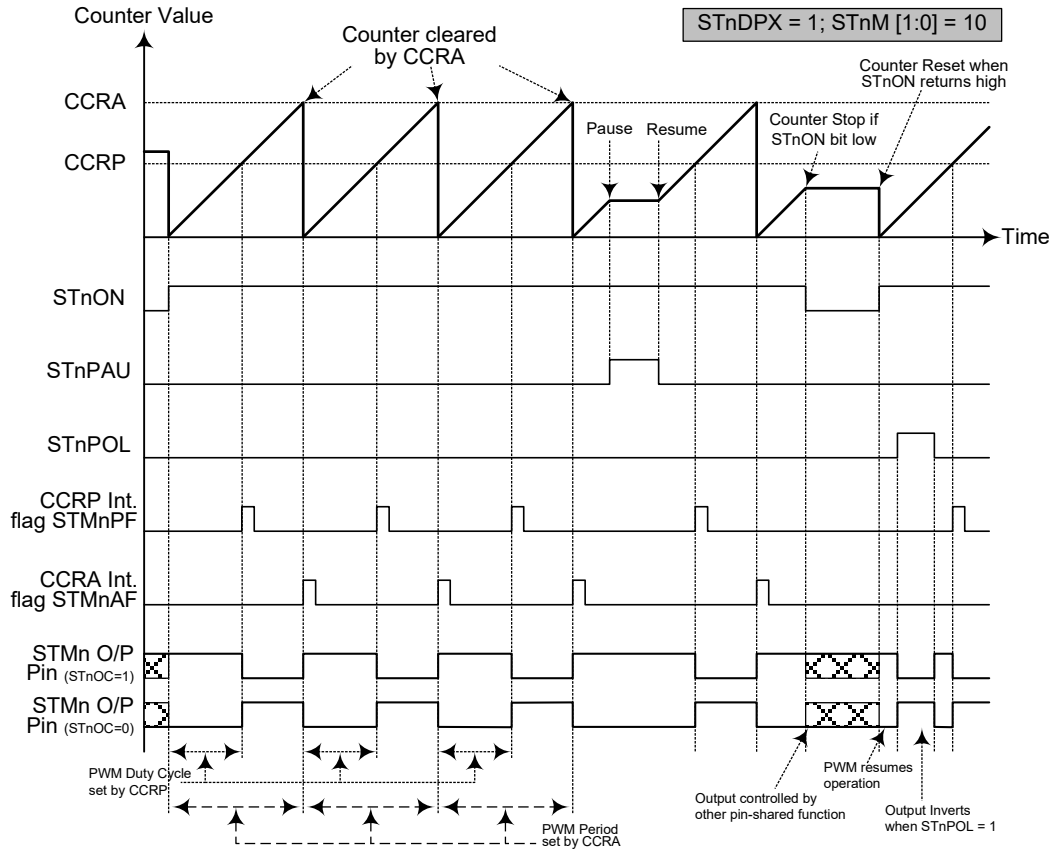 Counter Value
STnDPX = 1; STnM [1:0] = 10
Counter cleared
by CCRA
Counter Reset when
STnON returns high
CCRA
Pause
Resume
Counter Stop if
STnON bit low
CCRP
Time
STnON
STnPAU
STnPOL
CCRP Int.
flag STMnPF
CCRA Int.
flag STMnAF
STMn O/P
Pin (STnOC=1)
STMn O/P
Pin (STnOC=0)
PWM Duty Cycle
set by CCRP
PWM Period
set by CCRA
Output controlled by
other pin-shared function
PWM resumes
operation
Output Inverts
when STnPOL = 1